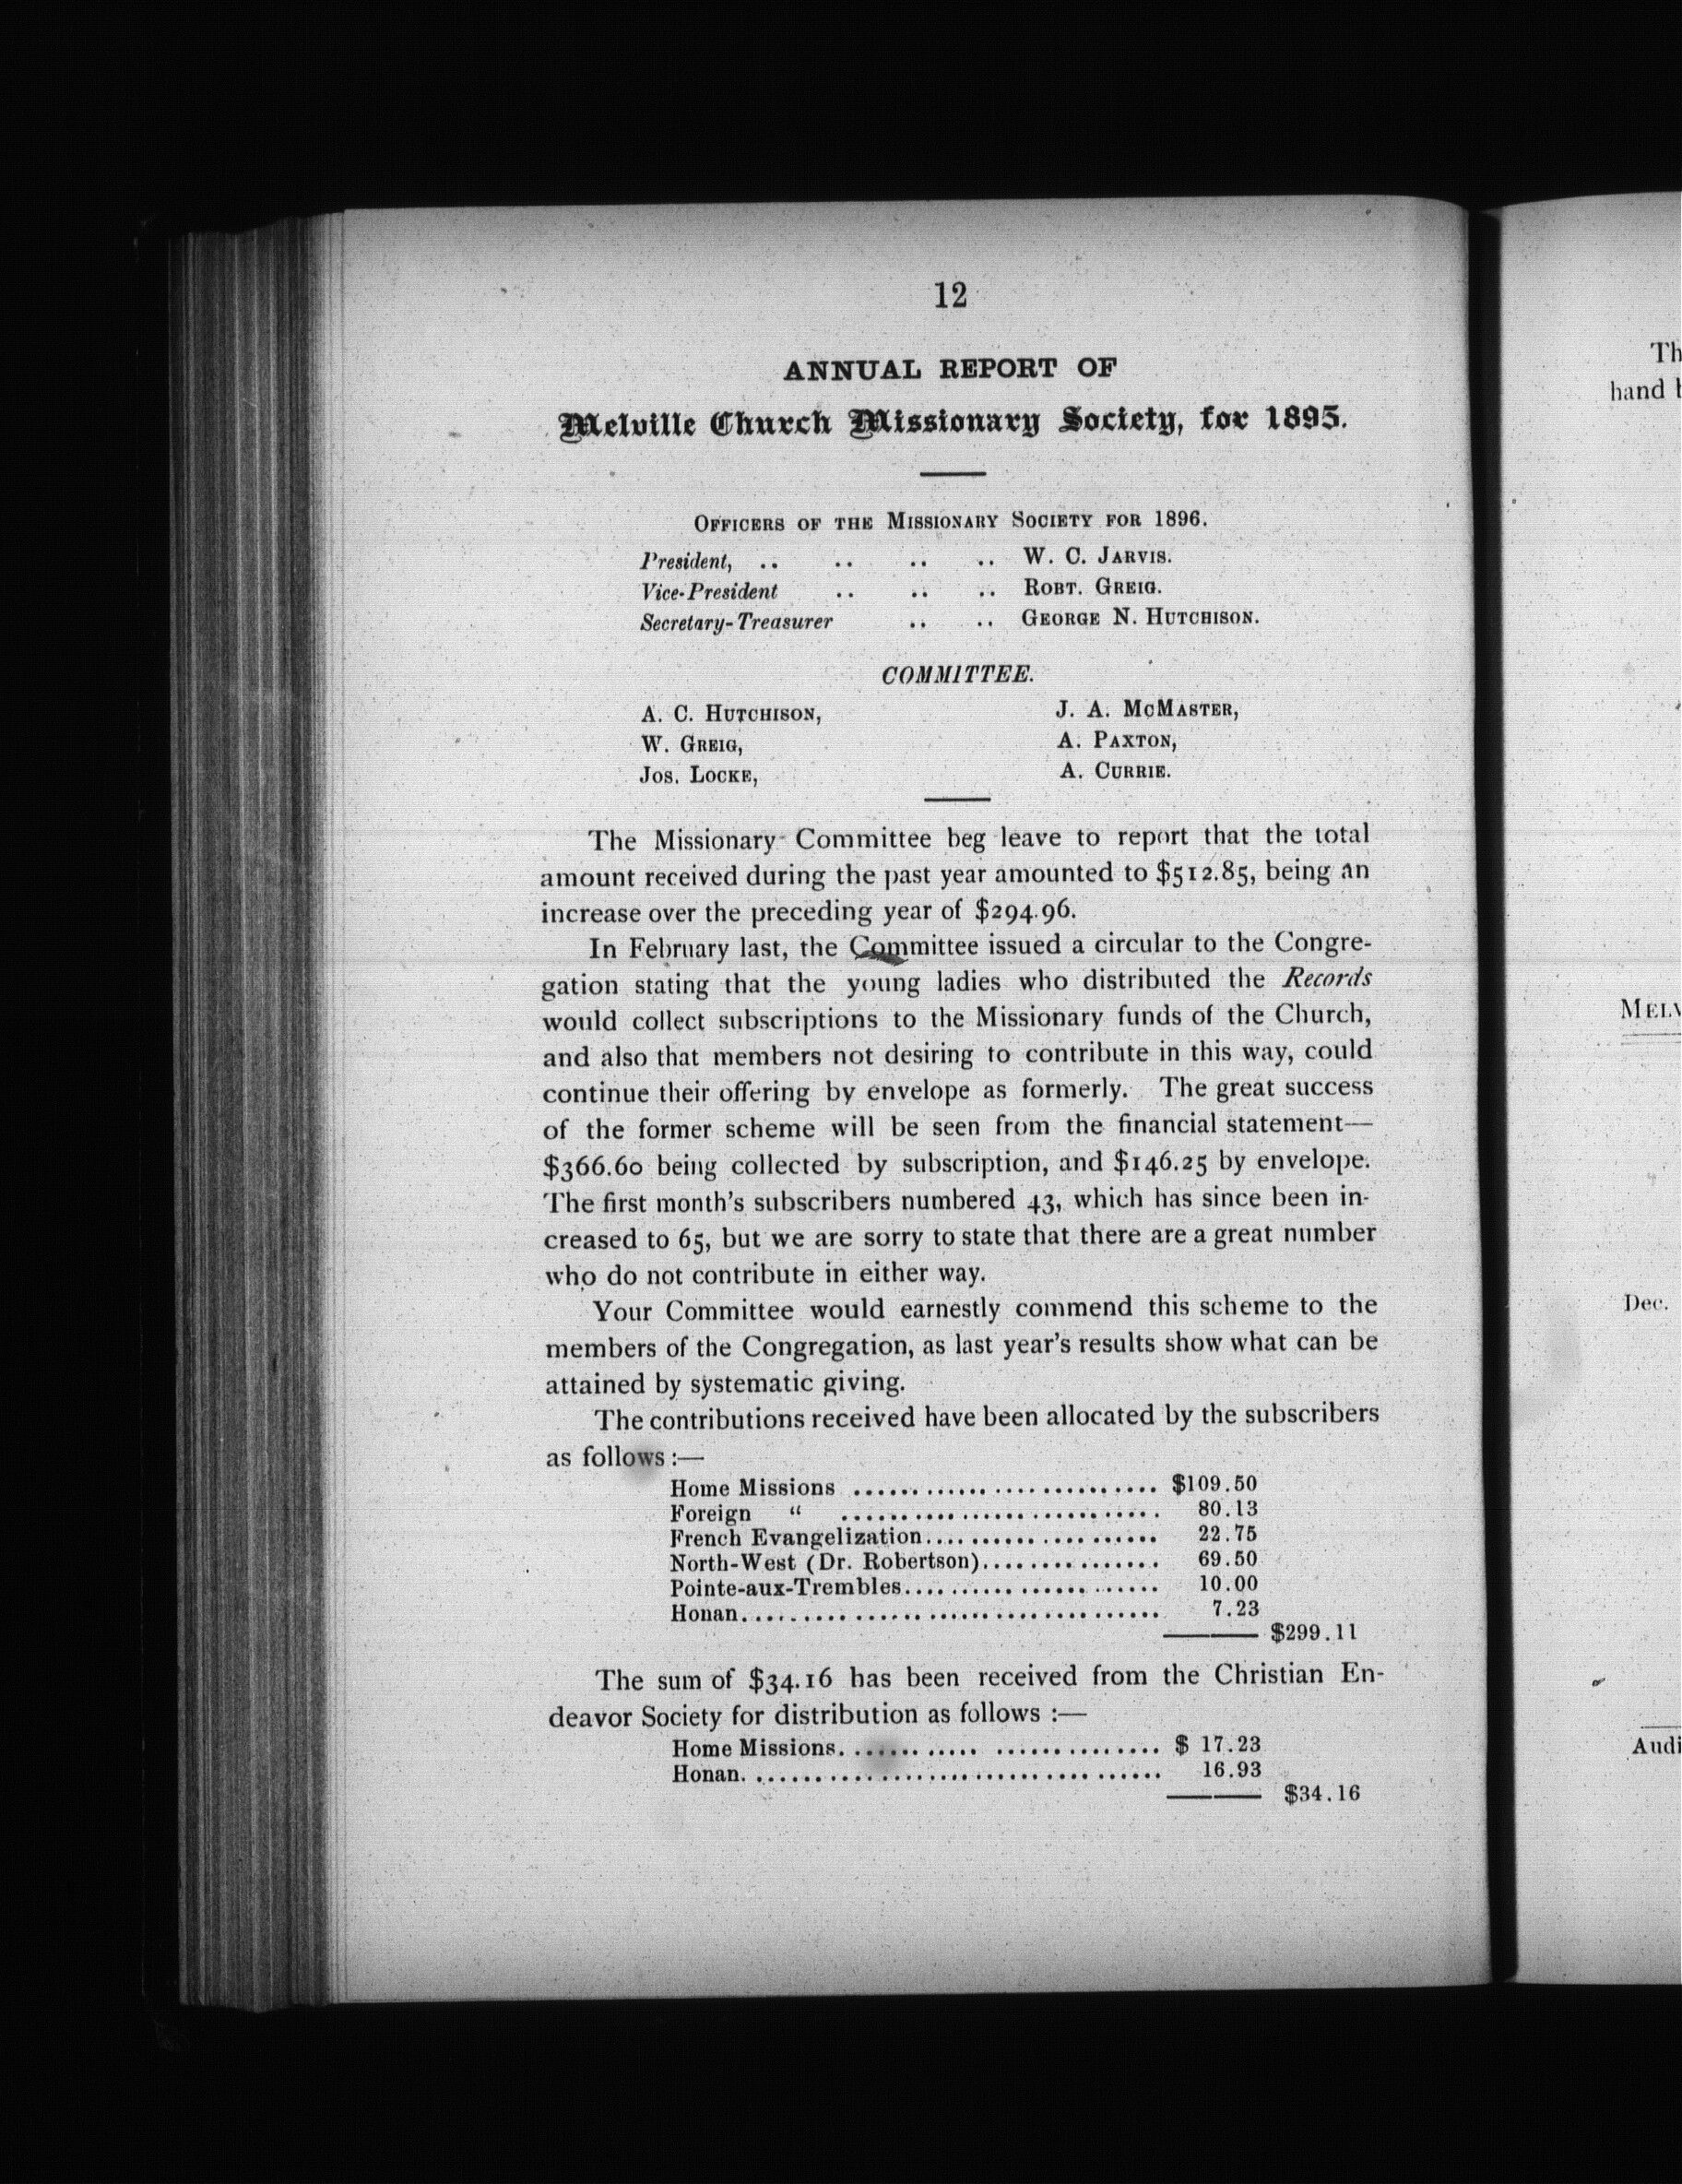 12
ANNUAL REPORT OF
Melville Church Missionary Society, for 1895.
OFFICERS OF THE MISSIONARY SOCIETY FOR 1896.
President, .. .. .. .. W. C. JARVIS.
Vice-President .. .. .. ROBT. GREIG.
Secretary-Treasurer .. .. GEORGE N. HUTCHISON.
COMMITTEE.
A. C. HUTCHISON, J. A. MCMASTER,
W. GREIG, A. PAXTON,
JOS. LOCKE, A. CURRIE.
The Missionary Committee beg leave to report that the total
amount received during the past year amounted to $512.85, being an
increase over the preceding year of $294.96.
In February last, the Committee issued a circular to the Congre-
gation stating that the young ladies who distributed the Records
would collect subscriptions to the Missionary funds of the Church,
and also that members not desiring to contribute in this way, could
continue their offering by envelope as formerly. The great success
of the former scheme will be seen from the financial statement—
$366.60 being collected by subscription, and $146.25 by envelope.
The first month's subscribers numbered 43, which has since been in-
creased to 65, but we are sorry to state that there are a great number
who do not contribute in either way.
Your Committee would earnestly commend this scheme to the
members of the Congregation, as last year's results show what can be
attained by systematic giving.
The contributions received have been allocated by the subscribers
as follows :—
Home Missions ............................ $109.50
Foreign " ............................ 80.13
French Evangelization.................... 22.75
North-West (Dr. Robertson)............... 69.50
Pointe-aux-Trembles...................... 10.00
Honan.................................... 7.23
$299.11
The sum of $34.16 has been received from the Christian En-
deavor Society for distribution as follows :—
Home Missions............................ $ 17.23
Honan.................................... 16.93
$34.16
Th
hand
MELV
Dec.
Audi